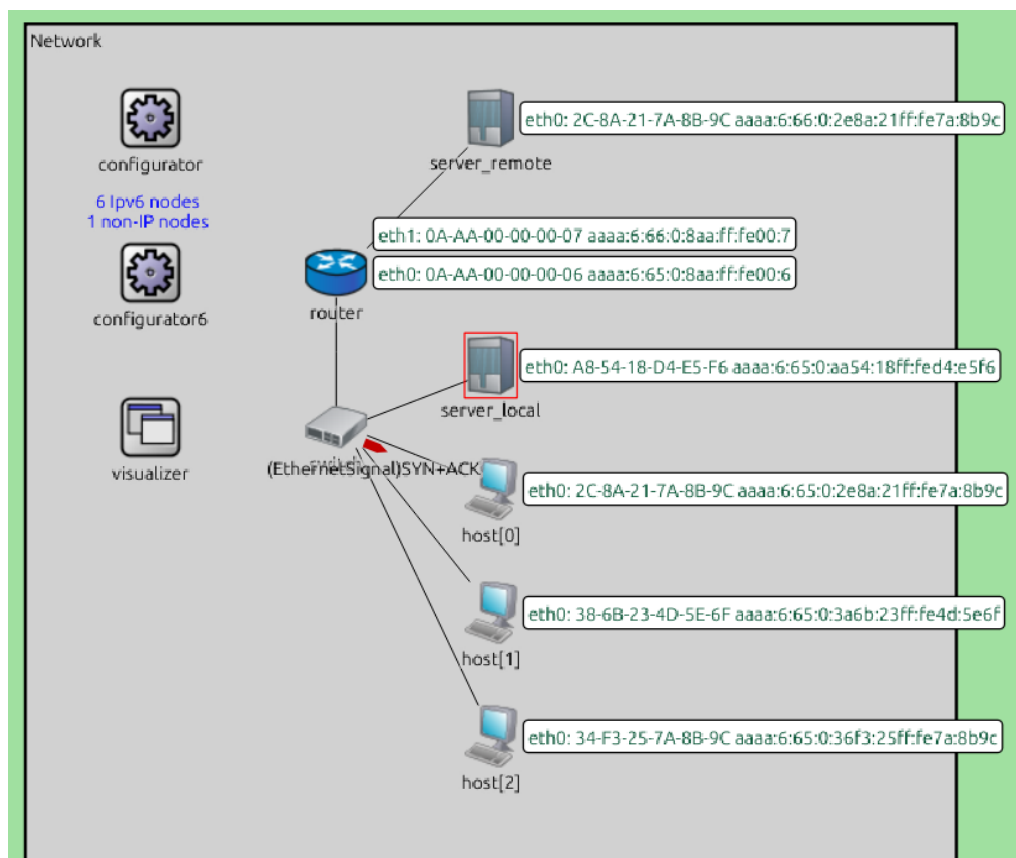 Network
configurator
6 Ipv6 nodes
1 non-IP nodes
configurator6
visualizer
eth0: 2C-8A-21-7A-8B-9C aaaa:6:66:0:2e8a:21ff:fe7a:8b9c
server_remote
eth1: 0A-AA-00-00-00-07 aaaa:6:66:0:8aa:ff:fe00:7
eth0: 0A-AA-00-00-00-06 aaaa:6:65:0:8aa:ff:fe00:6
router
eth0: A8-54-18-D4-E5-F6 aaaa:6:65:0:aa54:18ff:fed4:e5f6
server_local
(EthernetSignal)SYN+ACK
eth0: 2C-8A-21-7A-8B-9C aaaa:6:65:0:2e8a:21ff:fe7a:8b9c
host[0]
eth0: 38-6B-23-4D-5E-6F aaaa:6:65:0:3a6b:23ff:fe4d:5e6f
host[1]
eth0: 34-F3-25-7A-8B-9C aaaa:6:65:0:36f3:25ff:fe7a:8b9c
host[2]